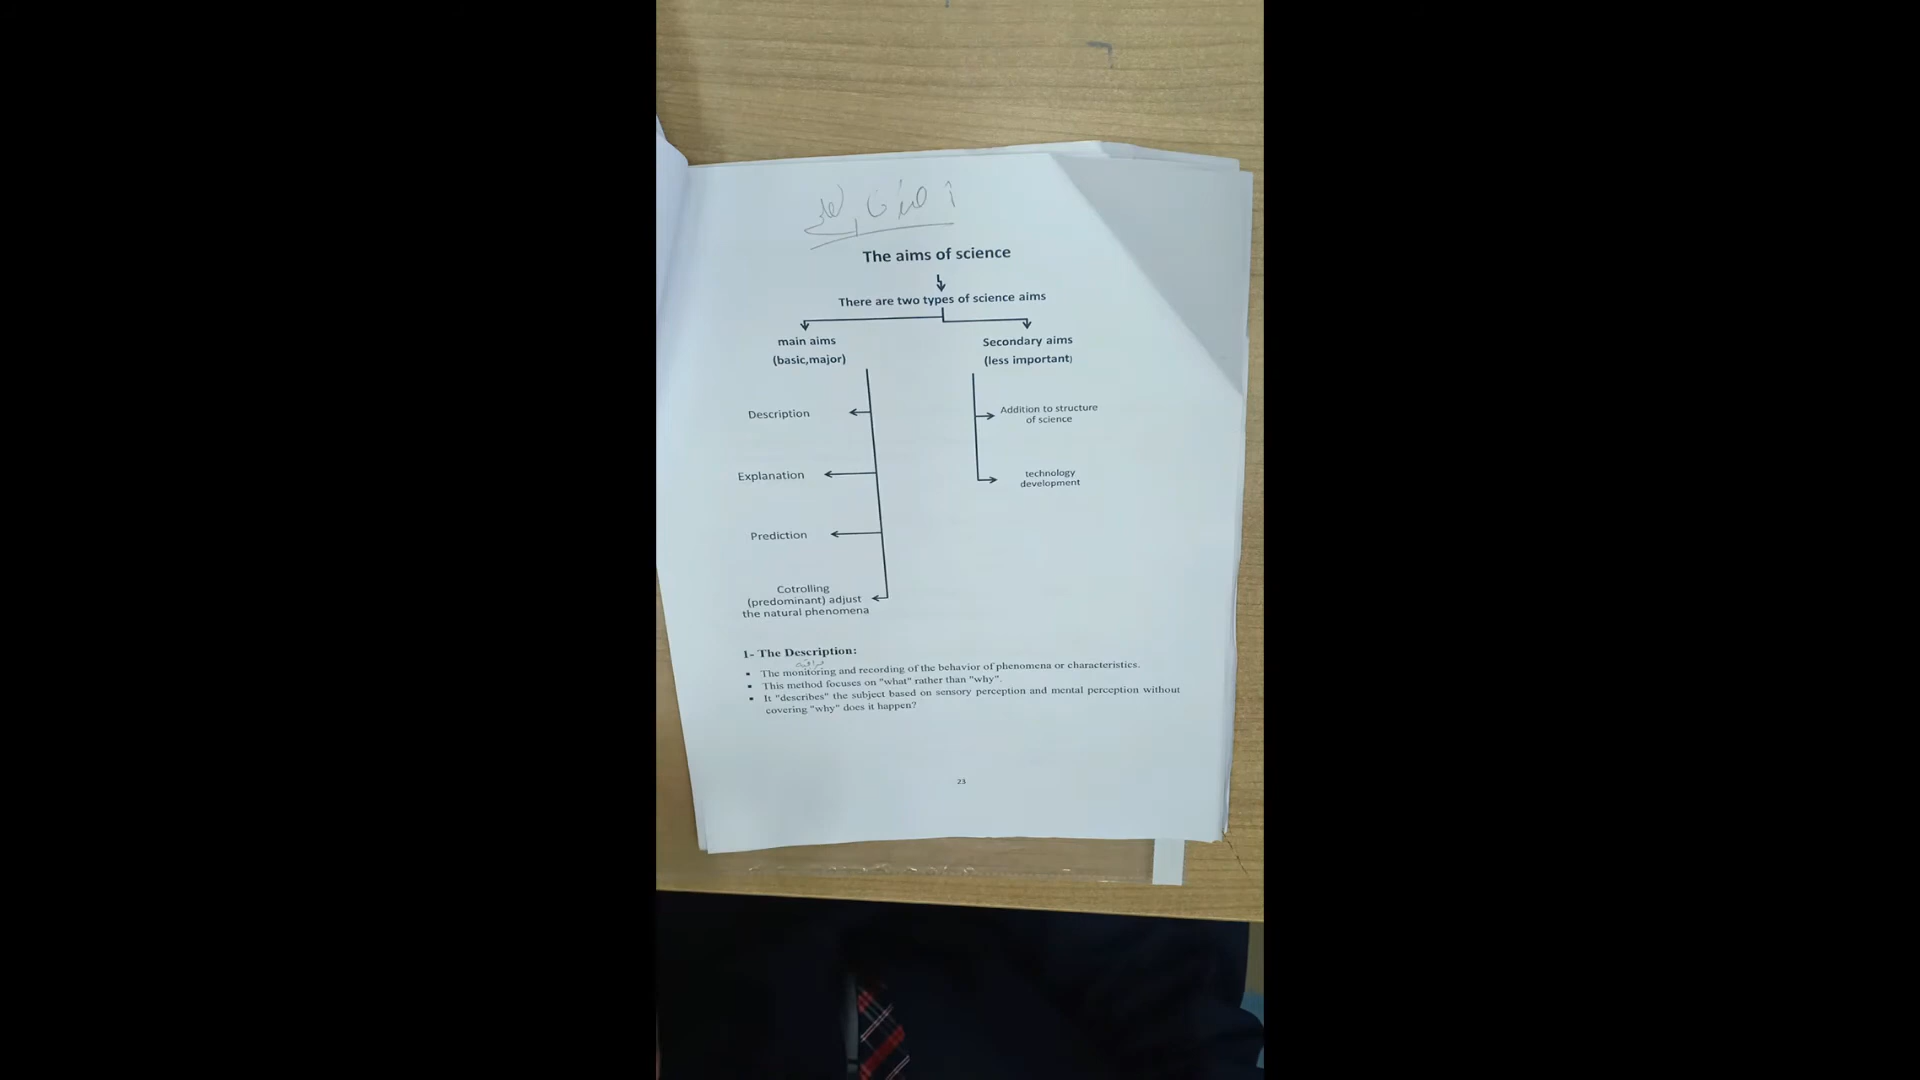 The aims of science
There are two types of science aims
main aims
(basic,major)
Secondary aims
(less important)
Description
Explanation
Prediction
Cotrolling
(predominant) adjust
the natural phenomena
Addition to structure
of science
technology
development
1- The Description:
مراقبة
▪ The monitoring and recording of the behavior of phenomena or characteristics.
▪ This method focuses on "what" rather than "why".
▪ It "describes" the subject based on sensory perception and mental perception without
covering "why" does it happen?
23